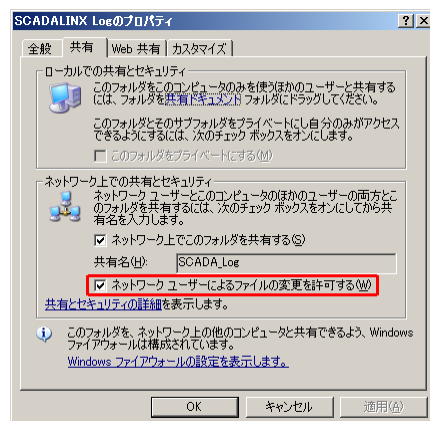 SCADALINX Logのプロパティ
全般 共有 Web 共有 カスタマイズ
ローカルでの共有とセキュリティ
このフォルダをこのコンピュータのみを使うほかのユーザーと共有する
には、フォルダを共有ドキュメント フォルダにドラッグしてください。
このフォルダとそのサブフォルダをプライベートにし自分のみがアクセス
できるようにするには、次のチェック ボックスをオンにします。
このフォルダをプライベートにする(M)
ネットワーク上での共有とセキュリティ
ネットワーク ユーザーとこのコンピュータのほかのユーザーの両方とこ
のフォルダを共有するには、次のチェック ボックスをオンにしてから共
有名を入力します。
ネットワーク上でこのフォルダを共有する(S)
共有名(H): SCADA_Log
ネットワーク ユーザーによるファイルの変更を許可する(W)
共有とセキュリティの詳細を表示します。
このフォルダを、ネットワーク上の他のコンピュータと共有できるよう、Windows
ファイアウォールは構成されています。
Windows ファイアウォールの設定を表示します。
OK キャンセル 適用(A)